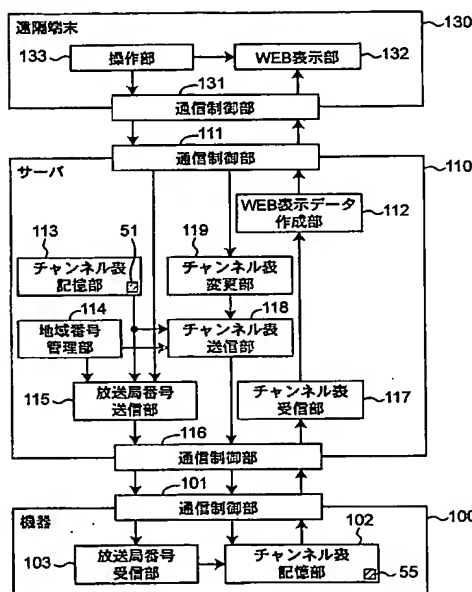 遠隔端末
130
133
操作部
WEB表示部
132
131
通信制御部
111
通信制御部
サーバ
110
WEB表示データ
作成部
112
113
51
チャンネル表
記憶部
119
チャンネル表
変更部
114
地域番号
管理部
118
チャンネル表
送信部
115
放送局番号
送信部
チャンネル表
受信部
117
116
通信制御部
101
通信制御部
機器
100
102
103
放送局番号
受信部
チャンネル表
記憶部
55